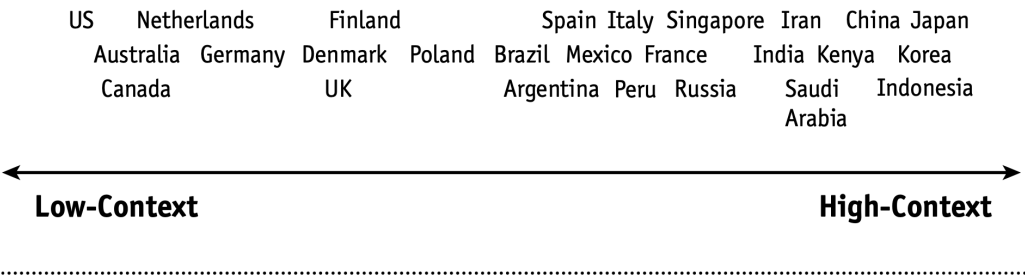 US Netherlands Finland Spain Italy Singapore Iran China Japan
Australia Germany Denmark Poland Brazil Mexico France India Kenya Korea
Canada UK Argentina Peru Russia Saudi Indonesia
Arabia
Low-Context High-Context